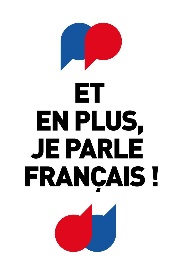 ET
EN PLUS,
JE PARLE
FRANÇAIS !